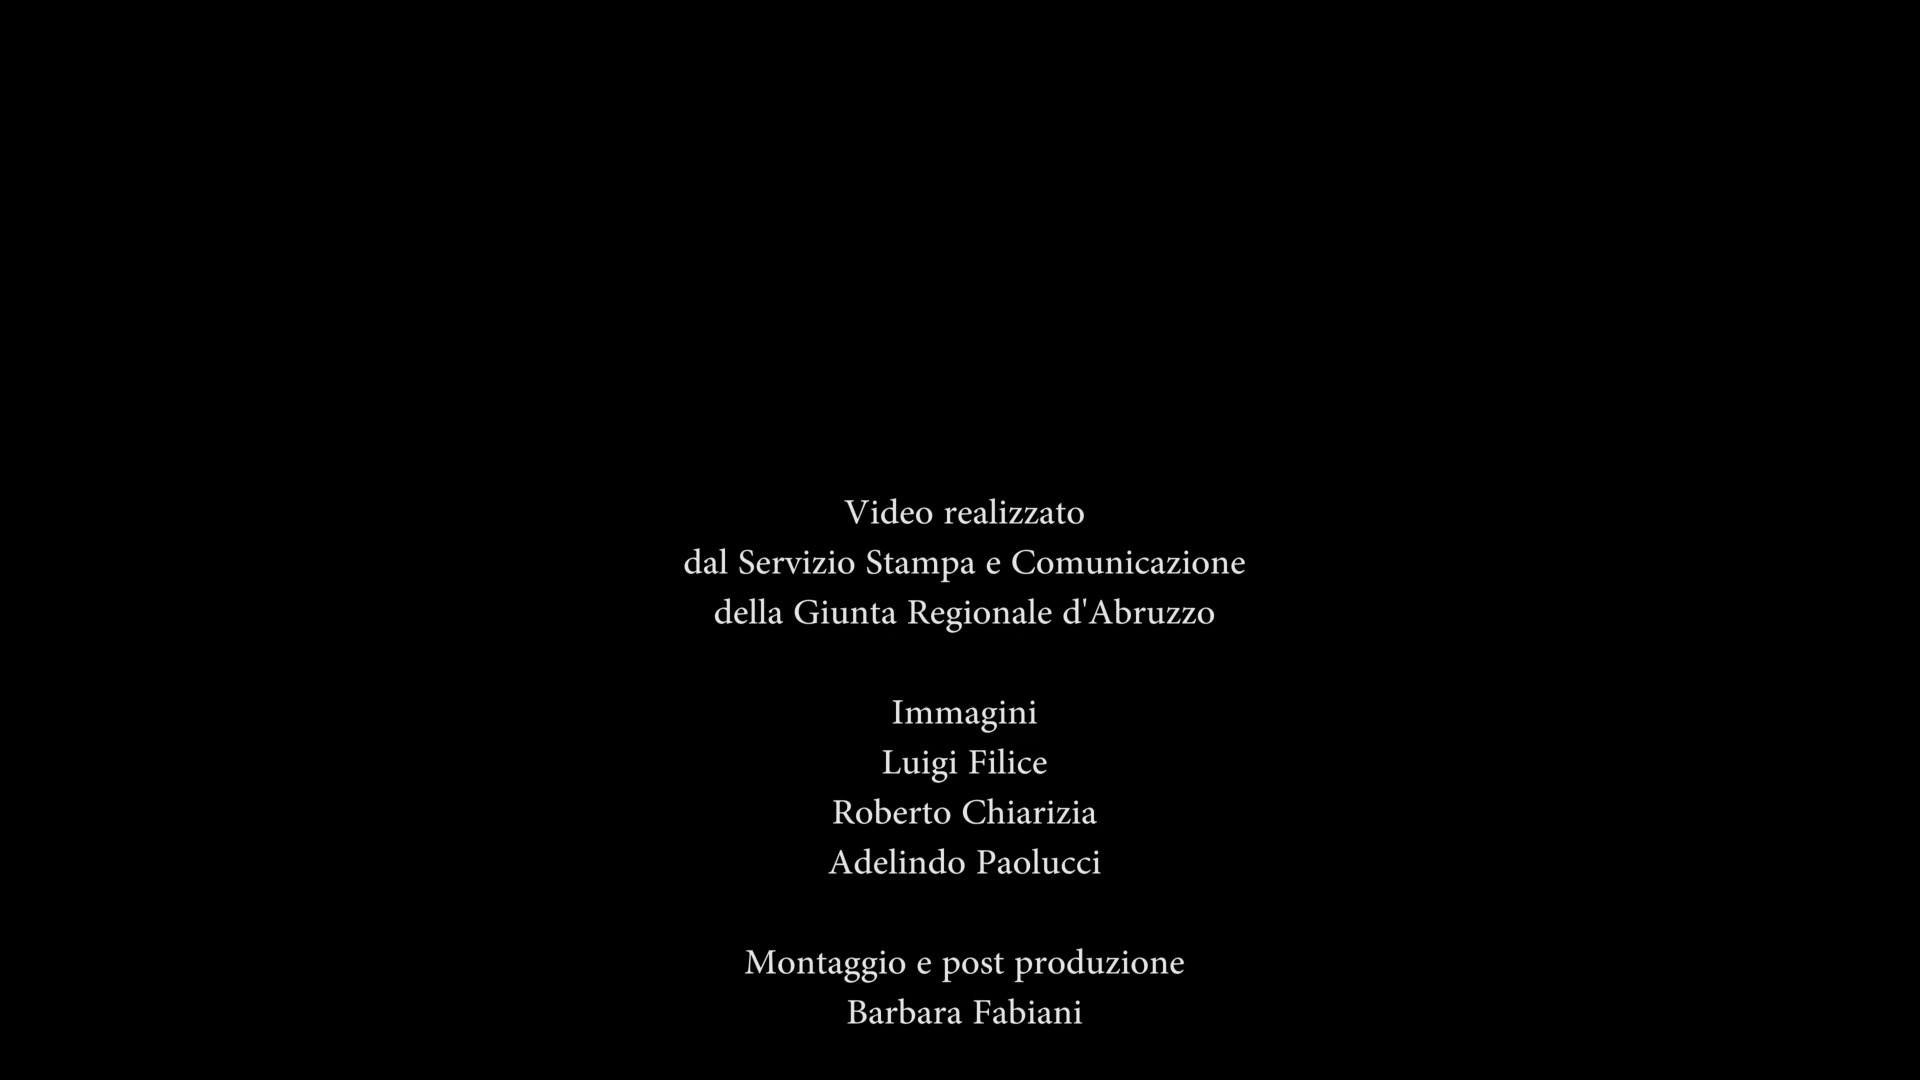 Video realizzato
dal Servizio Stampa e Comunicazione
della Giunta Regionale d'Abruzzo
Immagini
Luigi Filice
Roberto Chiarizia
Adelindo Paolucci
Montaggio e post produzione
Barbara Fabiani